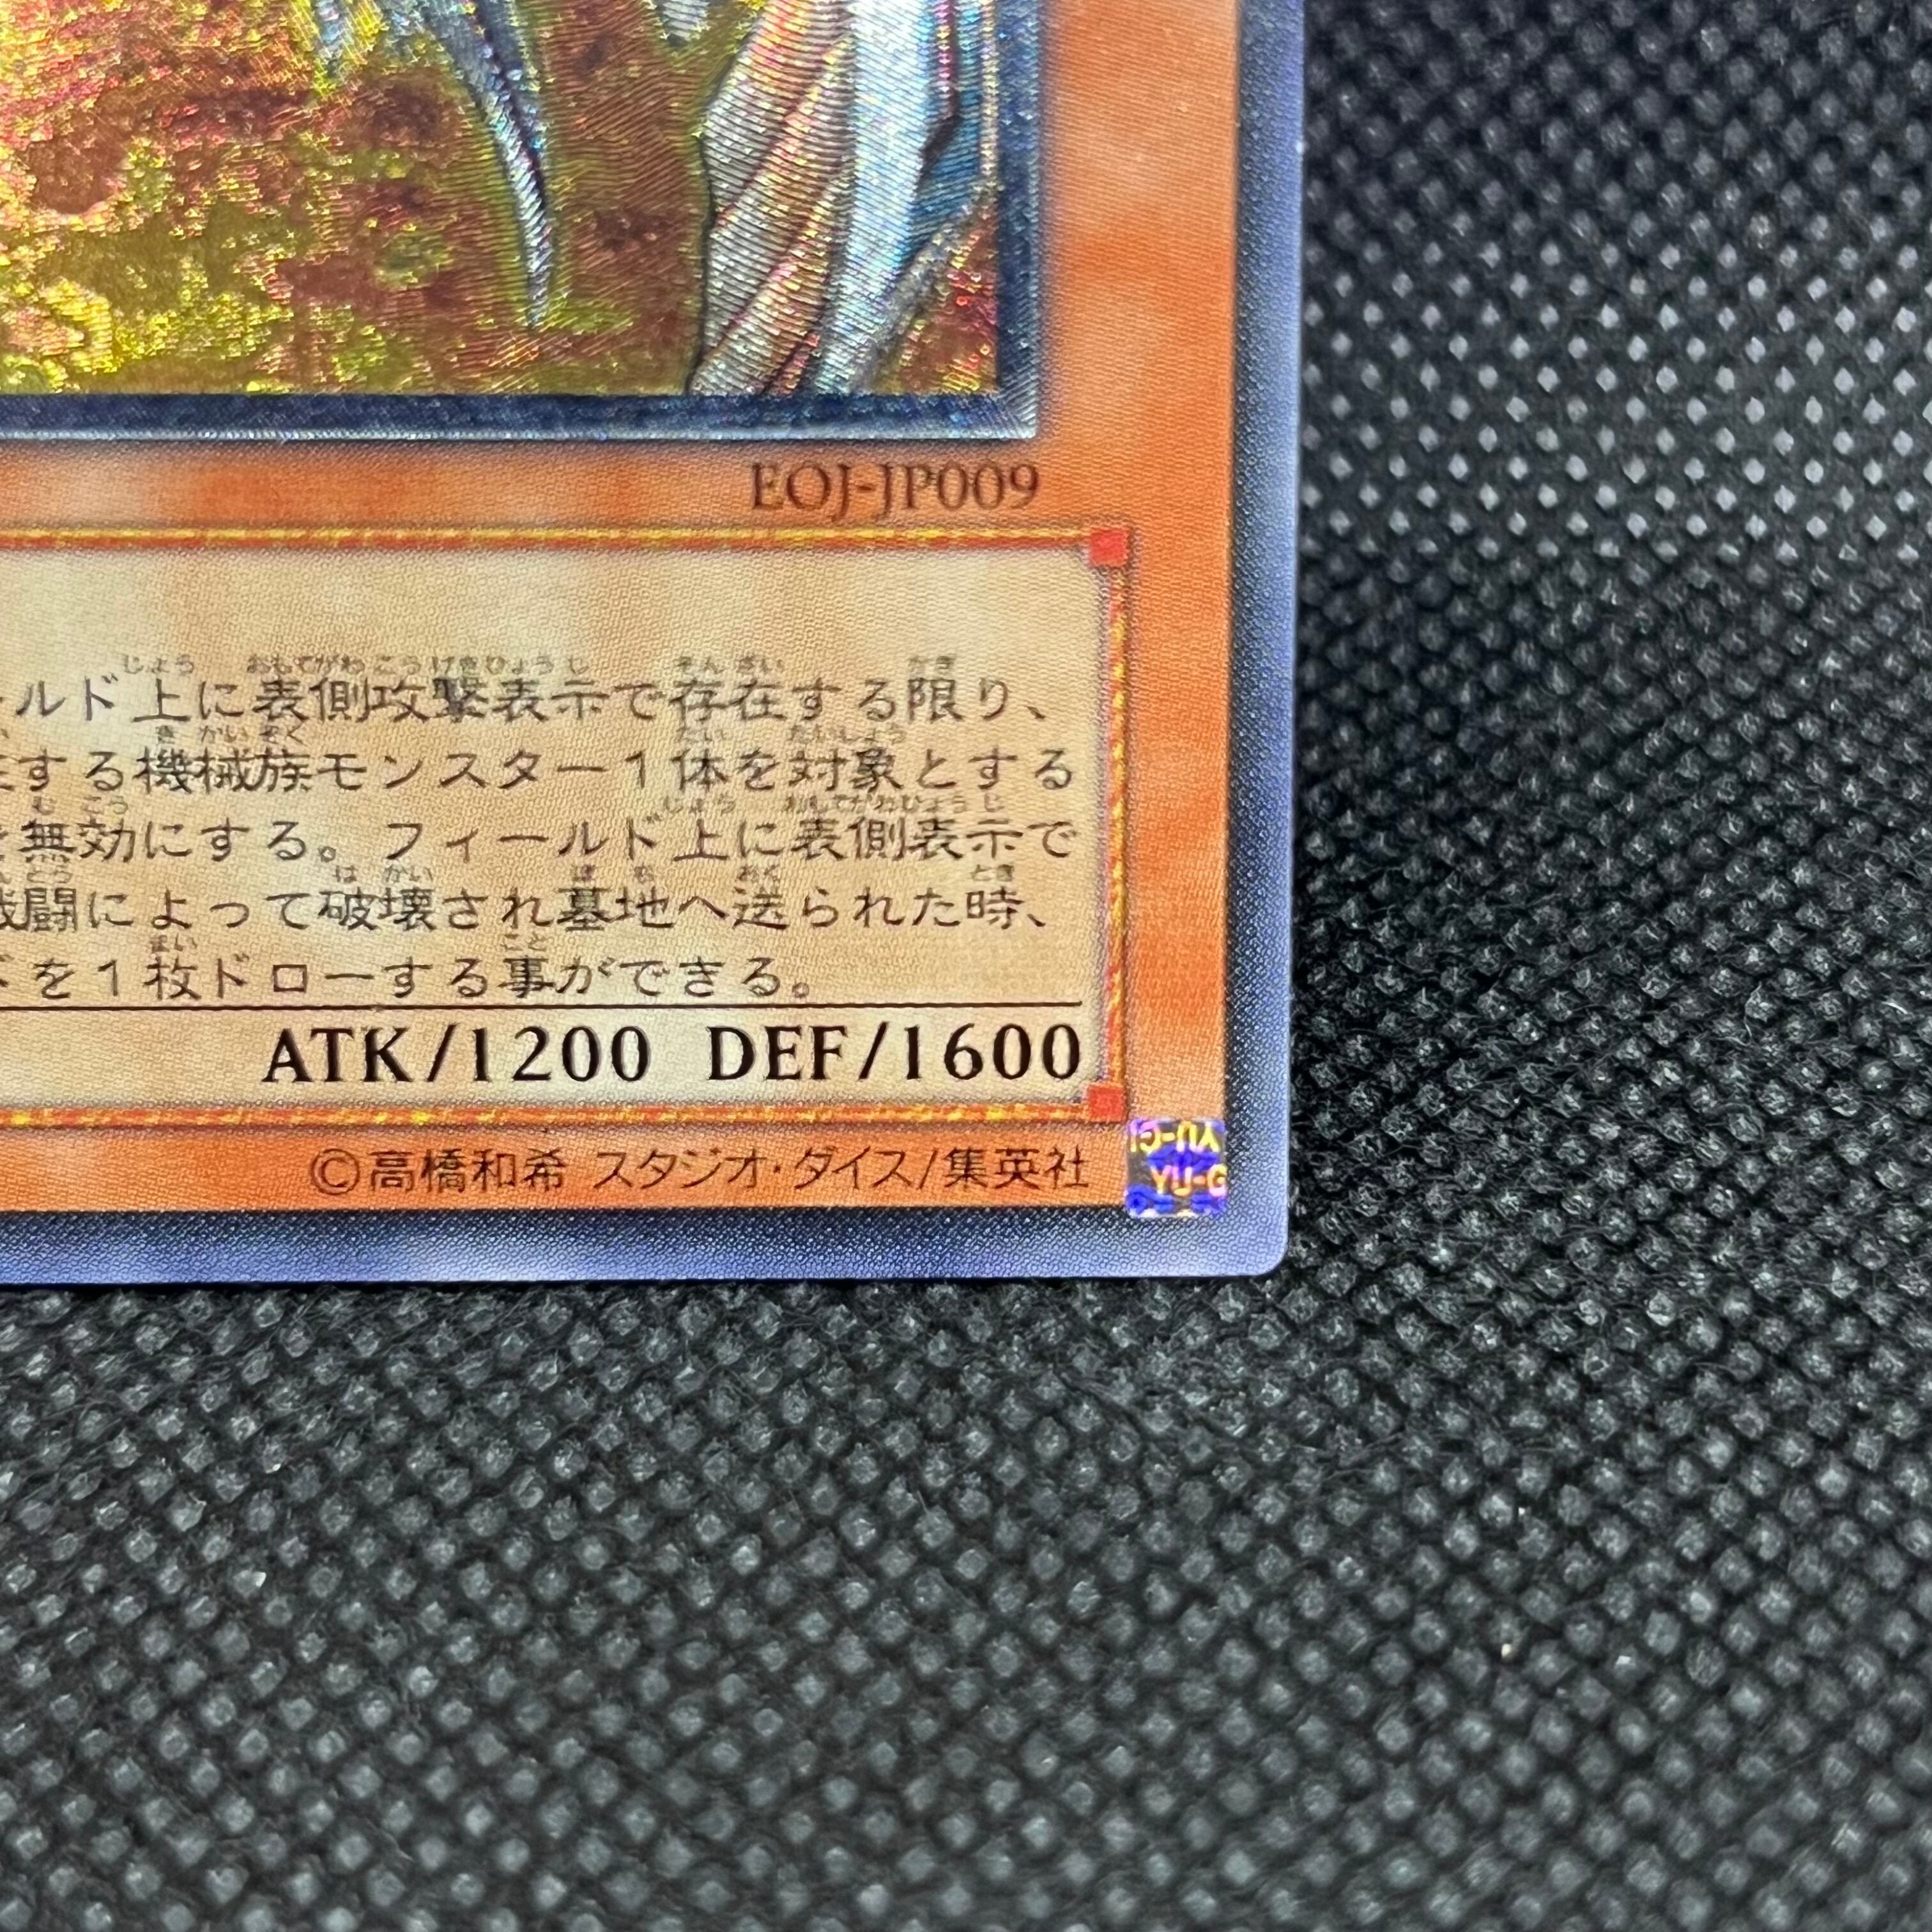 EOJ-JP009
ルド上に表側攻撃表示で存在する限り、
する機械族モンスター1体を対象とする
を無効にする。フィールド上に表側表示で
戦闘によって破壊され墓地へ送られた時、
ドを1枚ドローする事ができる。
ATK/1200 DEF/1600
©高橋和希 スタジオ・ダイス/集英社
YU-G